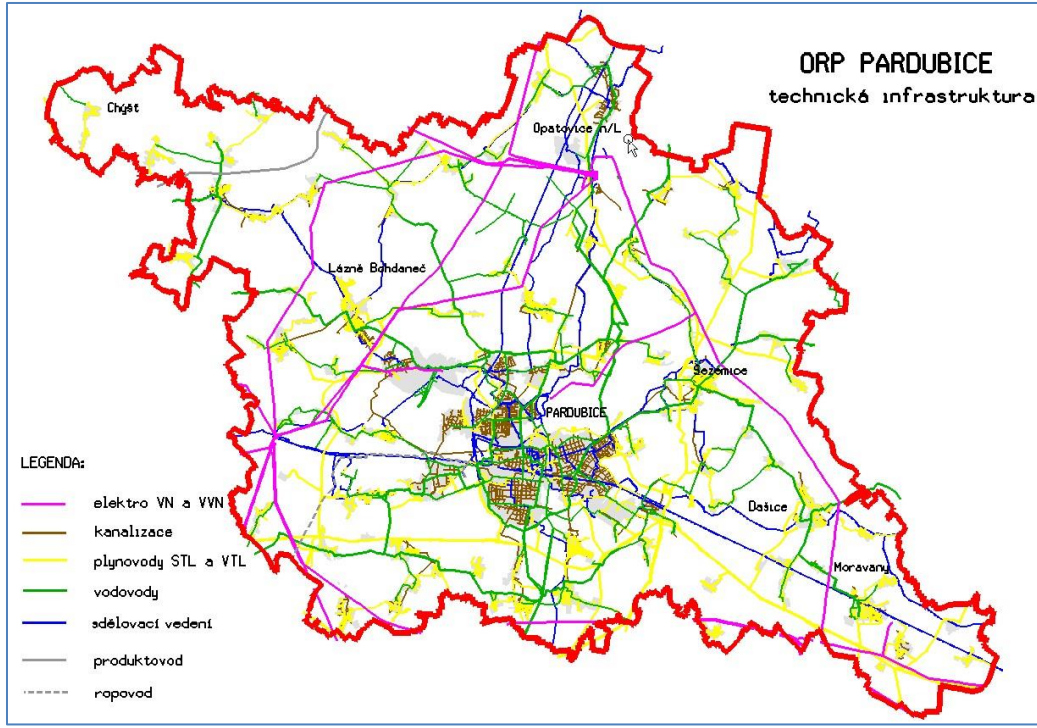 ORP PARDUBICE
technická infrastruktura
Chýšt
Opatovice n/L
Lázně Bohdaneč
Sezemice
PARDUBICE
Dašice
Moravany
LEGENDA:
elektro VN a VVN
kanalizace
plynovody STL a VTL
vodovody
sdělovací vedení
produktovod
ropovod